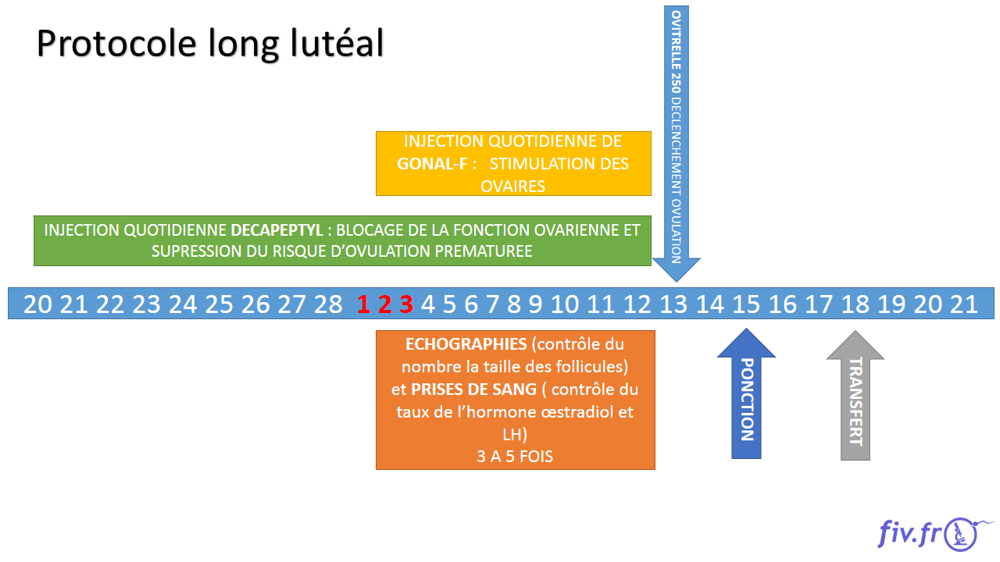 Protocole long lutéal
OVITRELLE 250 DECLENCHEMENT OVULATION
INJECTION QUOTIDIENNE DE
GONAL-F : STIMULATION DES
OVAIRES
INJECTION QUOTIDIENNE DECAPEPTYL : BLOCAGE DE LA FONCTION OVARIENNE ET
SUPRESSION DU RISQUE D’OVULATION PREMATUREE
20 21 22 23 24 25 26 27 28 1 2 3 4 5 6 7 8 9 10 11 12 13 14 15 16 17 18 19 20 21
ECHOGRAPHIES (contrôle du
nombre la taille des follicules)
et PRISES DE SANG ( contrôle du
taux de l’hormone œstradiol et
LH)
3 A 5 FOIS
PONCTION
TRANSFERT
fiv.fr